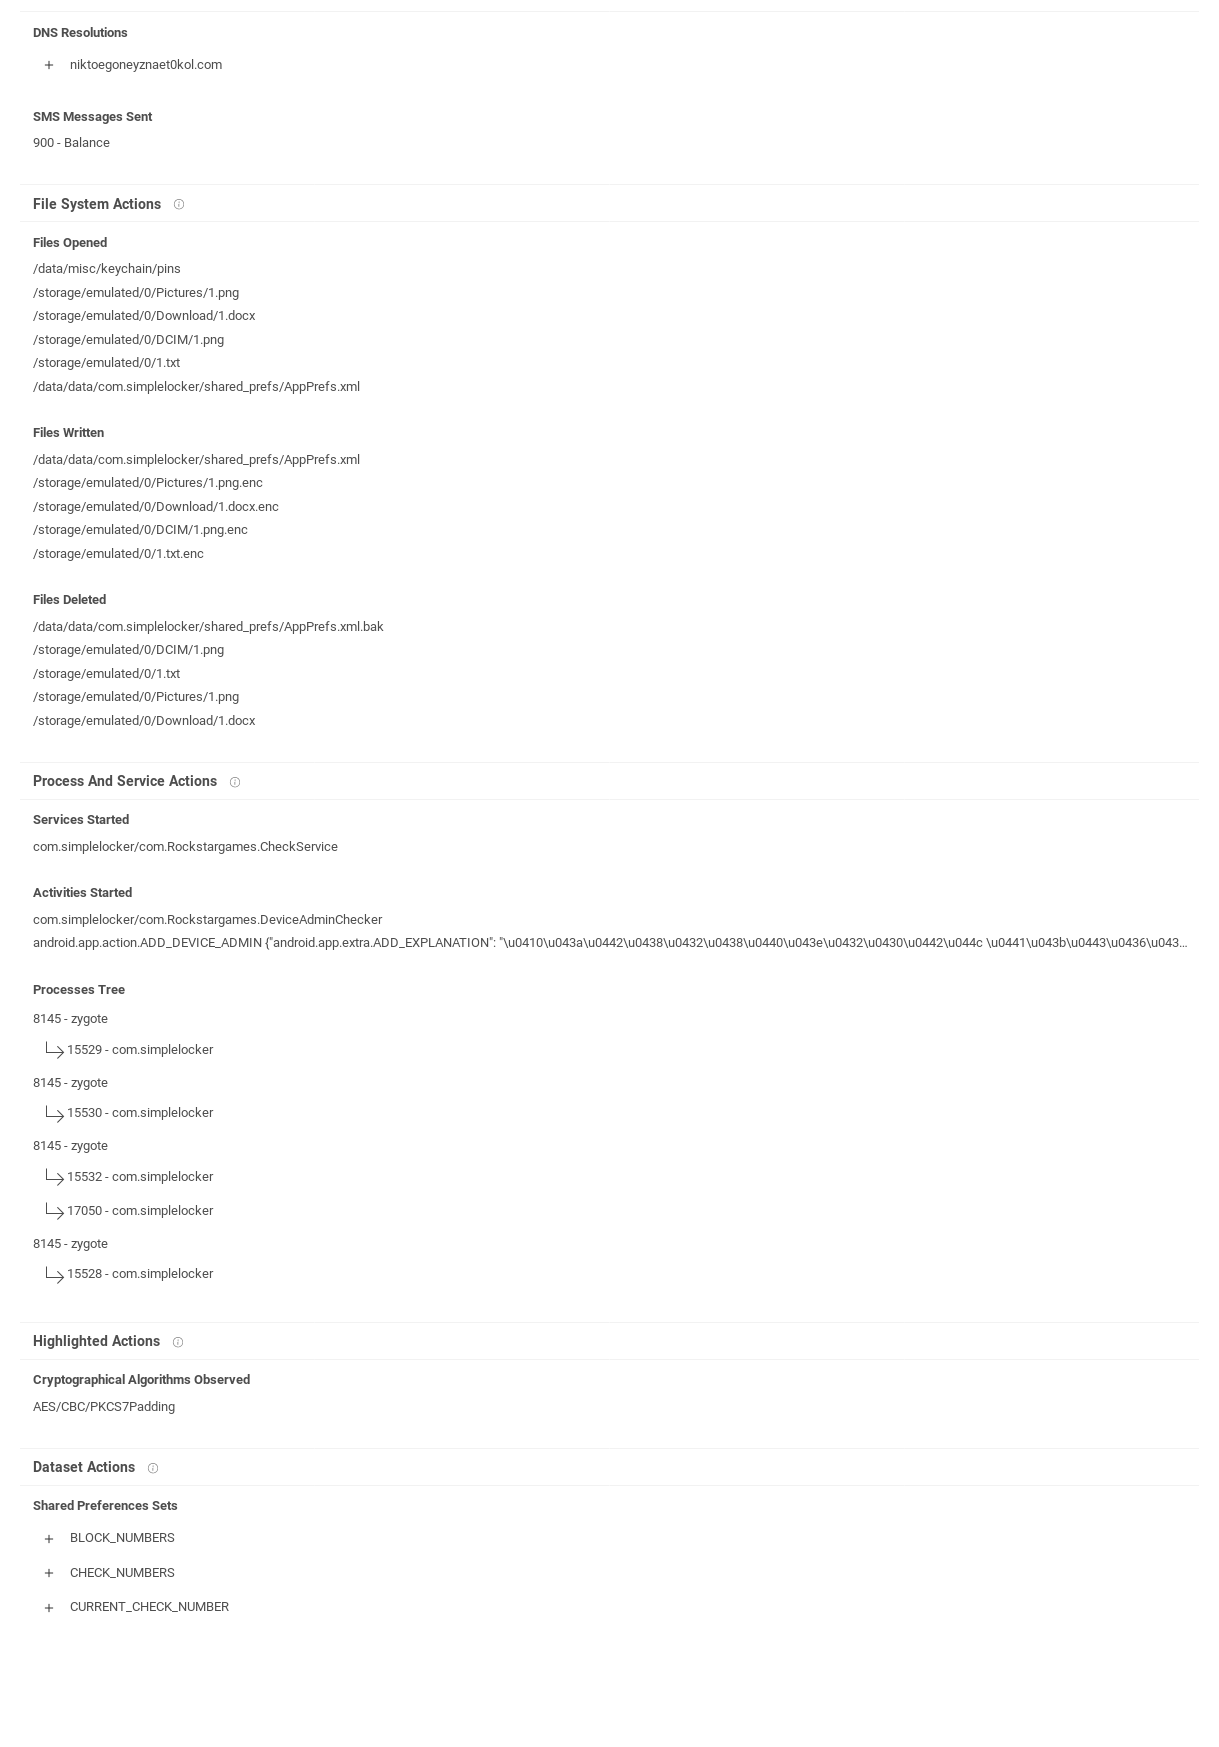 DNS Resolutions
+ niktoegoneyznaet0kol.com
SMS Messages Sent
900 - Balance
File System Actions
Files Opened
/data/misc/keychain/pins
/storage/emulated/0/Pictures/1.png
/storage/emulated/0/Download/1.docx
/storage/emulated/0/DCIM/1.png
/storage/emulated/0/1.txt
/data/data/com.simplelocker/shared_prefs/AppPrefs.xml
Files Written
/data/data/com.simplelocker/shared_prefs/AppPrefs.xml
/storage/emulated/0/Pictures/1.png.enc
/storage/emulated/0/Download/1.docx.enc
/storage/emulated/0/DCIM/1.png.enc
/storage/emulated/0/1.txt.enc
Files Deleted
/data/data/com.simplelocker/shared_prefs/AppPrefs.xml.bak
/storage/emulated/0/DCIM/1.png
/storage/emulated/0/1.txt
/storage/emulated/0/Pictures/1.png
/storage/emulated/0/Download/1.docx
Process And Service Actions
Services Started
com.simplelocker/com.Rockstargames.CheckService
Activities Started
com.simplelocker/com.Rockstargames.DeviceAdminChecker
android.app.action.ADD_DEVICE_ADMIN {"android.app.extra.ADD_EXPLANATION": "\u0410\u043a\u0442\u0438\u0432\u0438\u0440\u043e\u0432\u0430\u0442\u044c \u0441\u043b\u0443\u0436\u043…
Processes Tree
8145 - zygote
15529 - com.simplelocker
8145 - zygote
15530 - com.simplelocker
8145 - zygote
15532 - com.simplelocker
17050 - com.simplelocker
8145 - zygote
15528 - com.simplelocker
Highlighted Actions
Cryptographical Algorithms Observed
AES/CBC/PKCS7Padding
Dataset Actions
Shared Preferences Sets
+ BLOCK_NUMBERS
+ CHECK_NUMBERS
+ CURRENT_CHECK_NUMBER